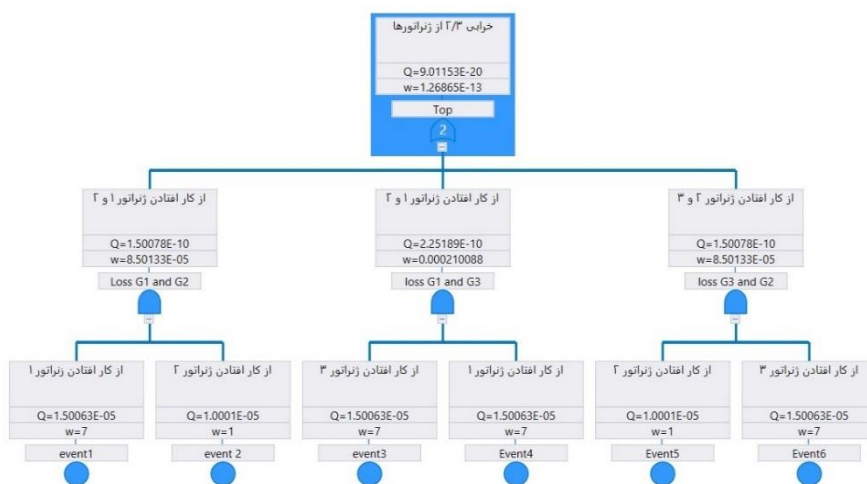 خرابی ۲/۳ از ژنراتورها
Q=9.01153E-20
w=1.26865E-13
Top
2
از کار افتادن ژنراتور ۱ و ۲
Q=1.50078E-10
w=8.50133E-05
Loss G1 and G2
از کار افتادن ژنراتور ۱ و ۲
Q=2.25189E-10
w=0.000210088
loss G1 and G3
از کار افتادن ژنراتور ۲ و ۳
Q=1.50078E-10
w=8.50133E-05
loss G3 and G2
از کار افتادن زنراتور ۱
Q=1.50063E-05
w=7
event1
از کار افتادن ژنراتور ۲
Q=1.0001E-05
w=1
event 2
از کار افتادن ژنراتور ۳
Q=1.50063E-05
w=7
event3
از کار افتادن ژنراتور ۱
Q=1.50063E-05
w=7
Event4
از کار افتادن ژنراتور ۲
Q=1.0001E-05
w=1
Event5
از کار افتادن ژنراتور ۳
Q=1.50063E-05
w=7
Event6